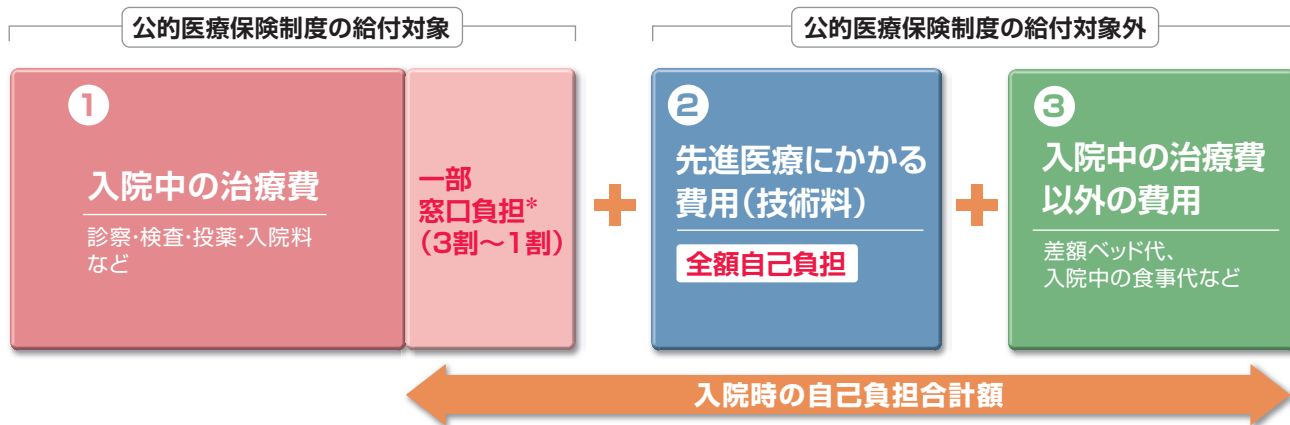 公的医療保険制度の給付対象
公的医療保険制度の給付対象外
1
入院中の治療費
診察・検査・投薬・入院料
など
一部
窓口負担*
（3割～1割）
2
先進医療にかかる
費用（技術料）
全額自己負担
3
入院中の治療費
以外の費用
差額ベッド代、
入院中の食事代など
入院時の自己負担合計額